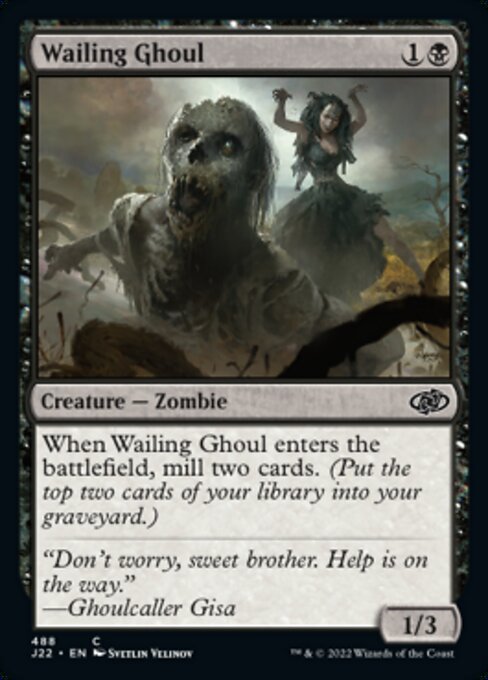 Wailing Ghoul 1
Creature — Zombie
When Wailing Ghoul enters the
battlefield, mill two cards. (Put the
top two cards of your library into your
graveyard.)
“Don’t worry, sweet brother. Help is on
the way.”
—Ghoulcaller Gisa
1/3
488 C
J22 • EN Svetlin Velinov
™ & © 2022 Wizards of the Coast